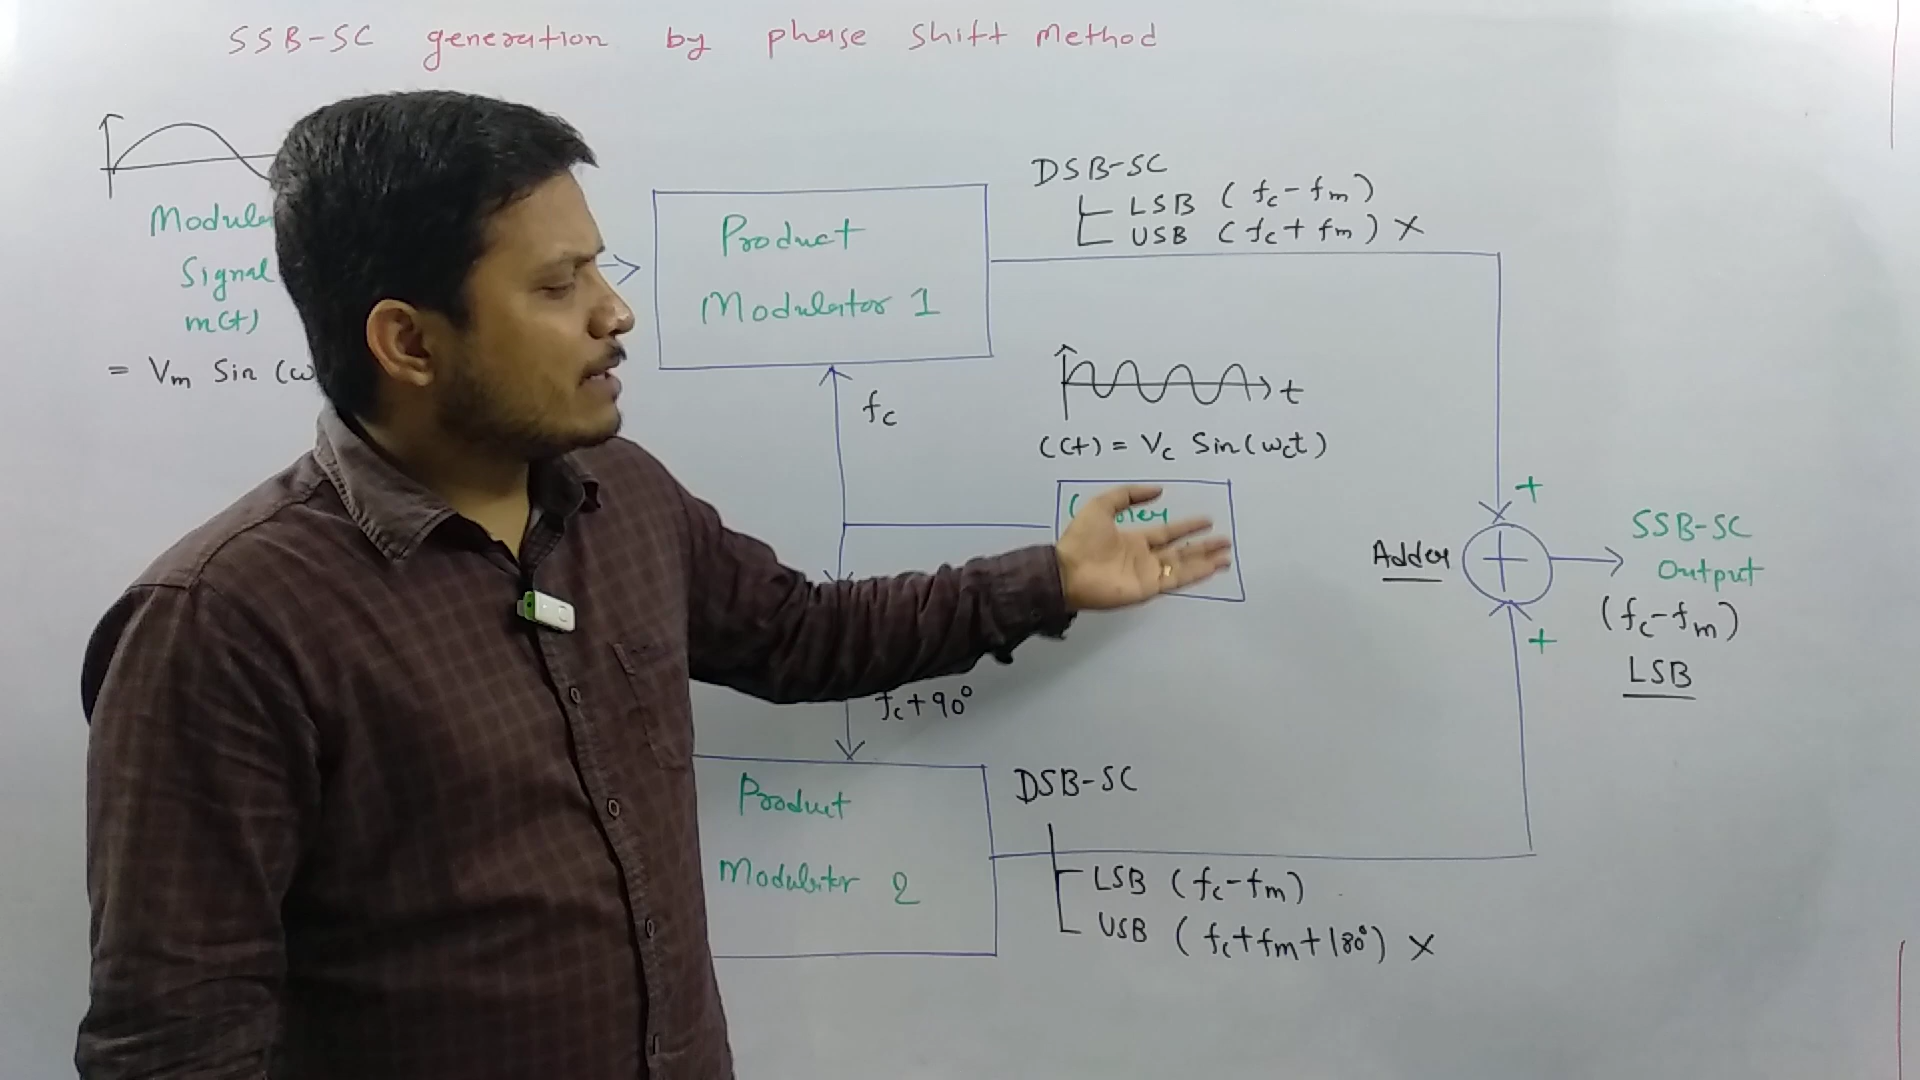 SSB-SC generation by phase shift method
DSB-SC
LSB (fc-fm)
USB (fc+fm) X
Product
Modulator 1
Signal
m(t)
= Vm Sin (ω
fc
t
C(t) = Vc Sin(ωct)
+
Adder
+
SSB-SC
Output
(fc-fm)
LSB
+
fc+90°
Product
Modulator 2
DSB-SC
LSB (fc-fm)
USB (fc+fm+180°) X